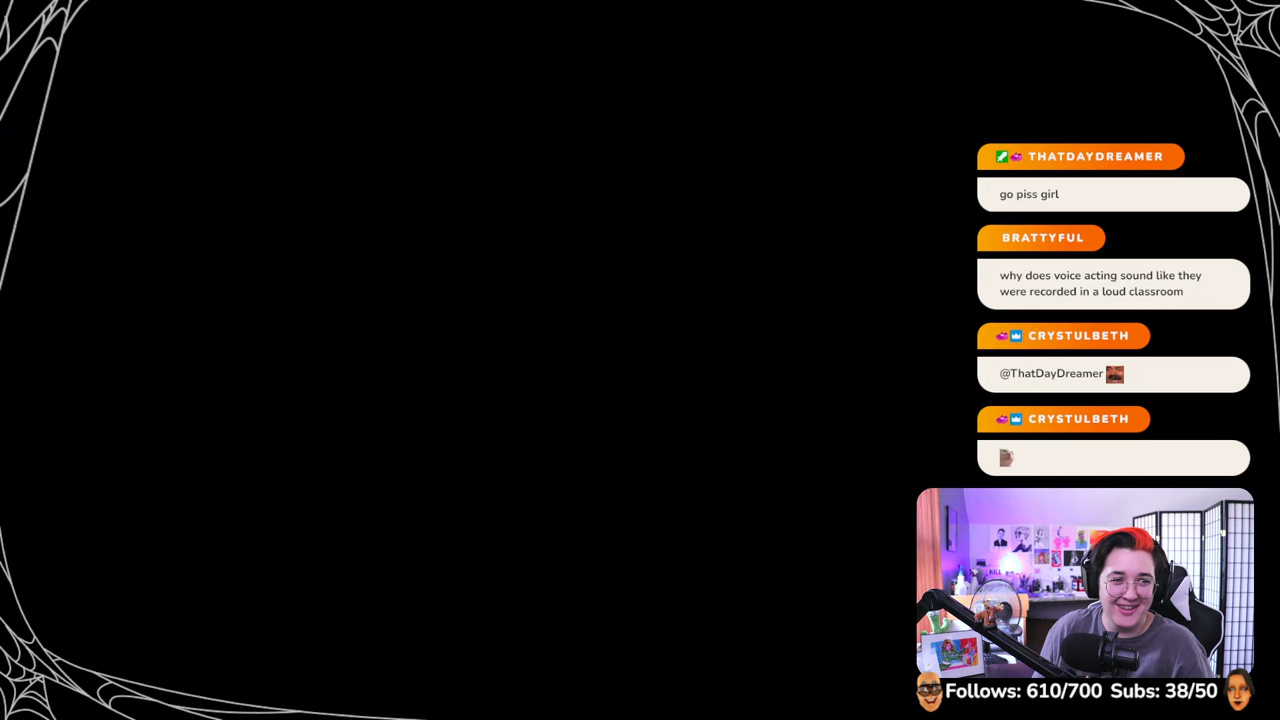 THATDAYDREAMER
go piss girl
BRATTYFUL
why does voice acting sound like they
were recorded in a loud classroom
CRYSTULBETH
@ThatDayDreamer
CRYSTULBETH
KILL
Follows: 610/700 Subs: 38/50